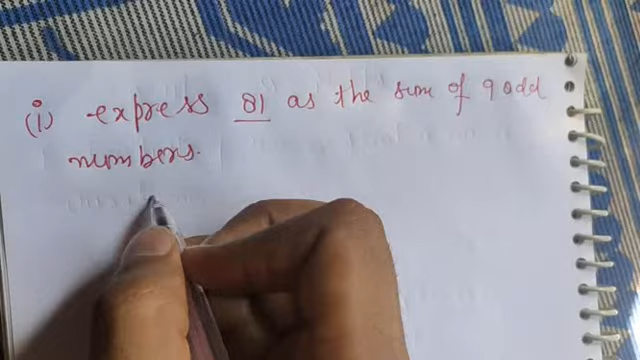 (i) express 81 as the sum of 9 odd
numbers.